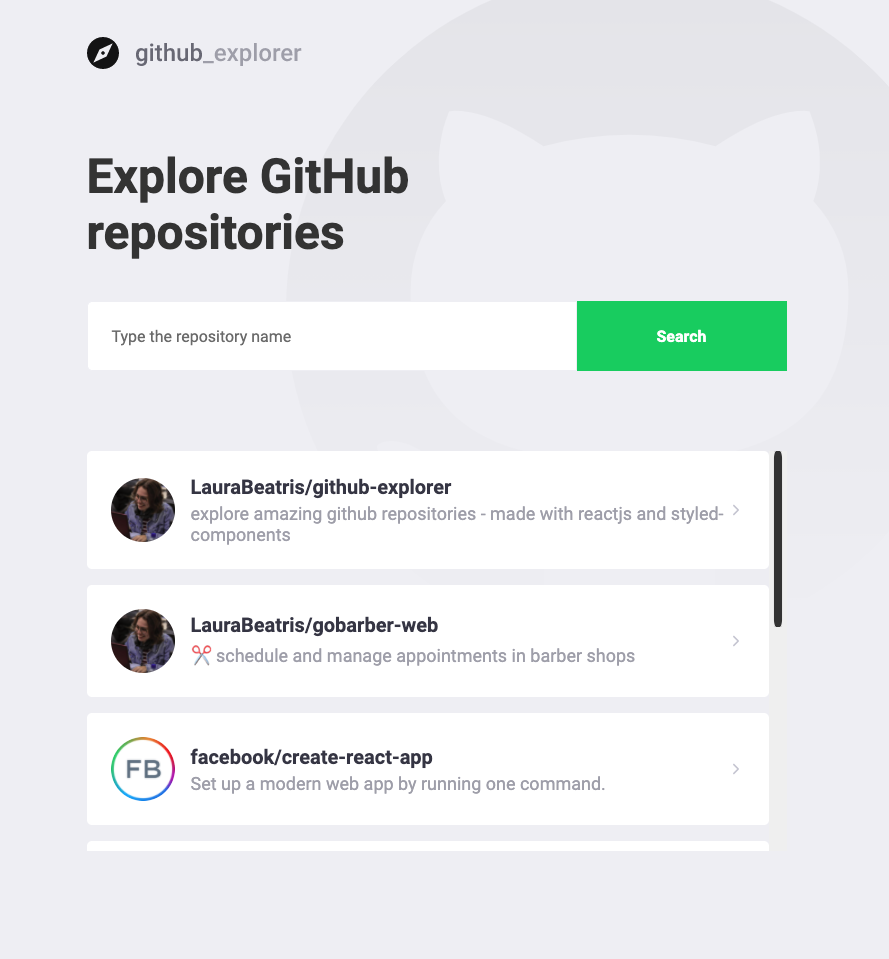 github_explorer
Explore GitHub
repositories
Type the repository name
Search
LauraBeatris/github-explorer
explore amazing github repositories - made with reactjs and styled-
components
LauraBeatris/gobarber-web
✂️ schedule and manage appointments in barber shops
FB
facebook/create-react-app
Set up a modern web app by running one command.